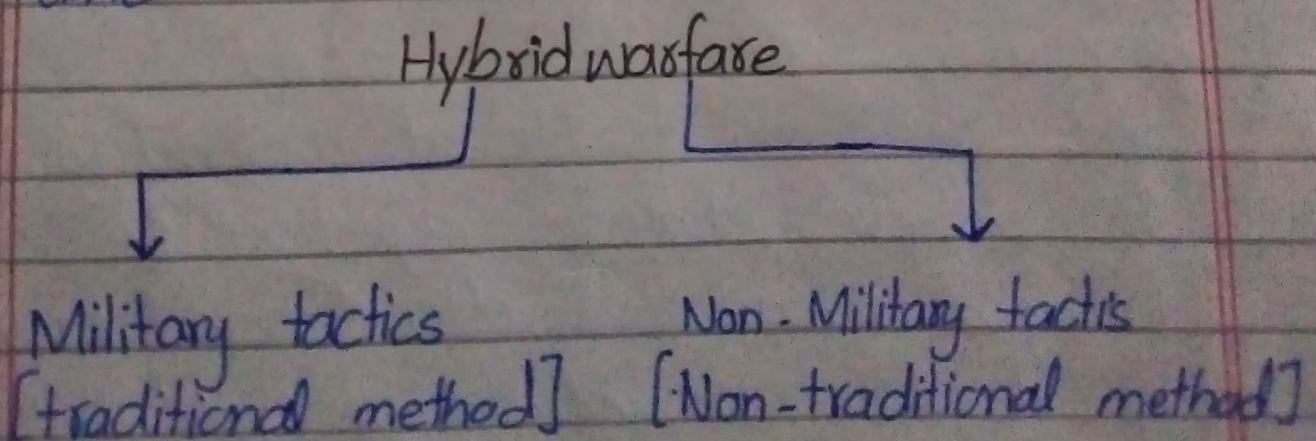 Hybrid warfare
Military tactics Non-Military tactis
[traditional method] [Non-traditional method]